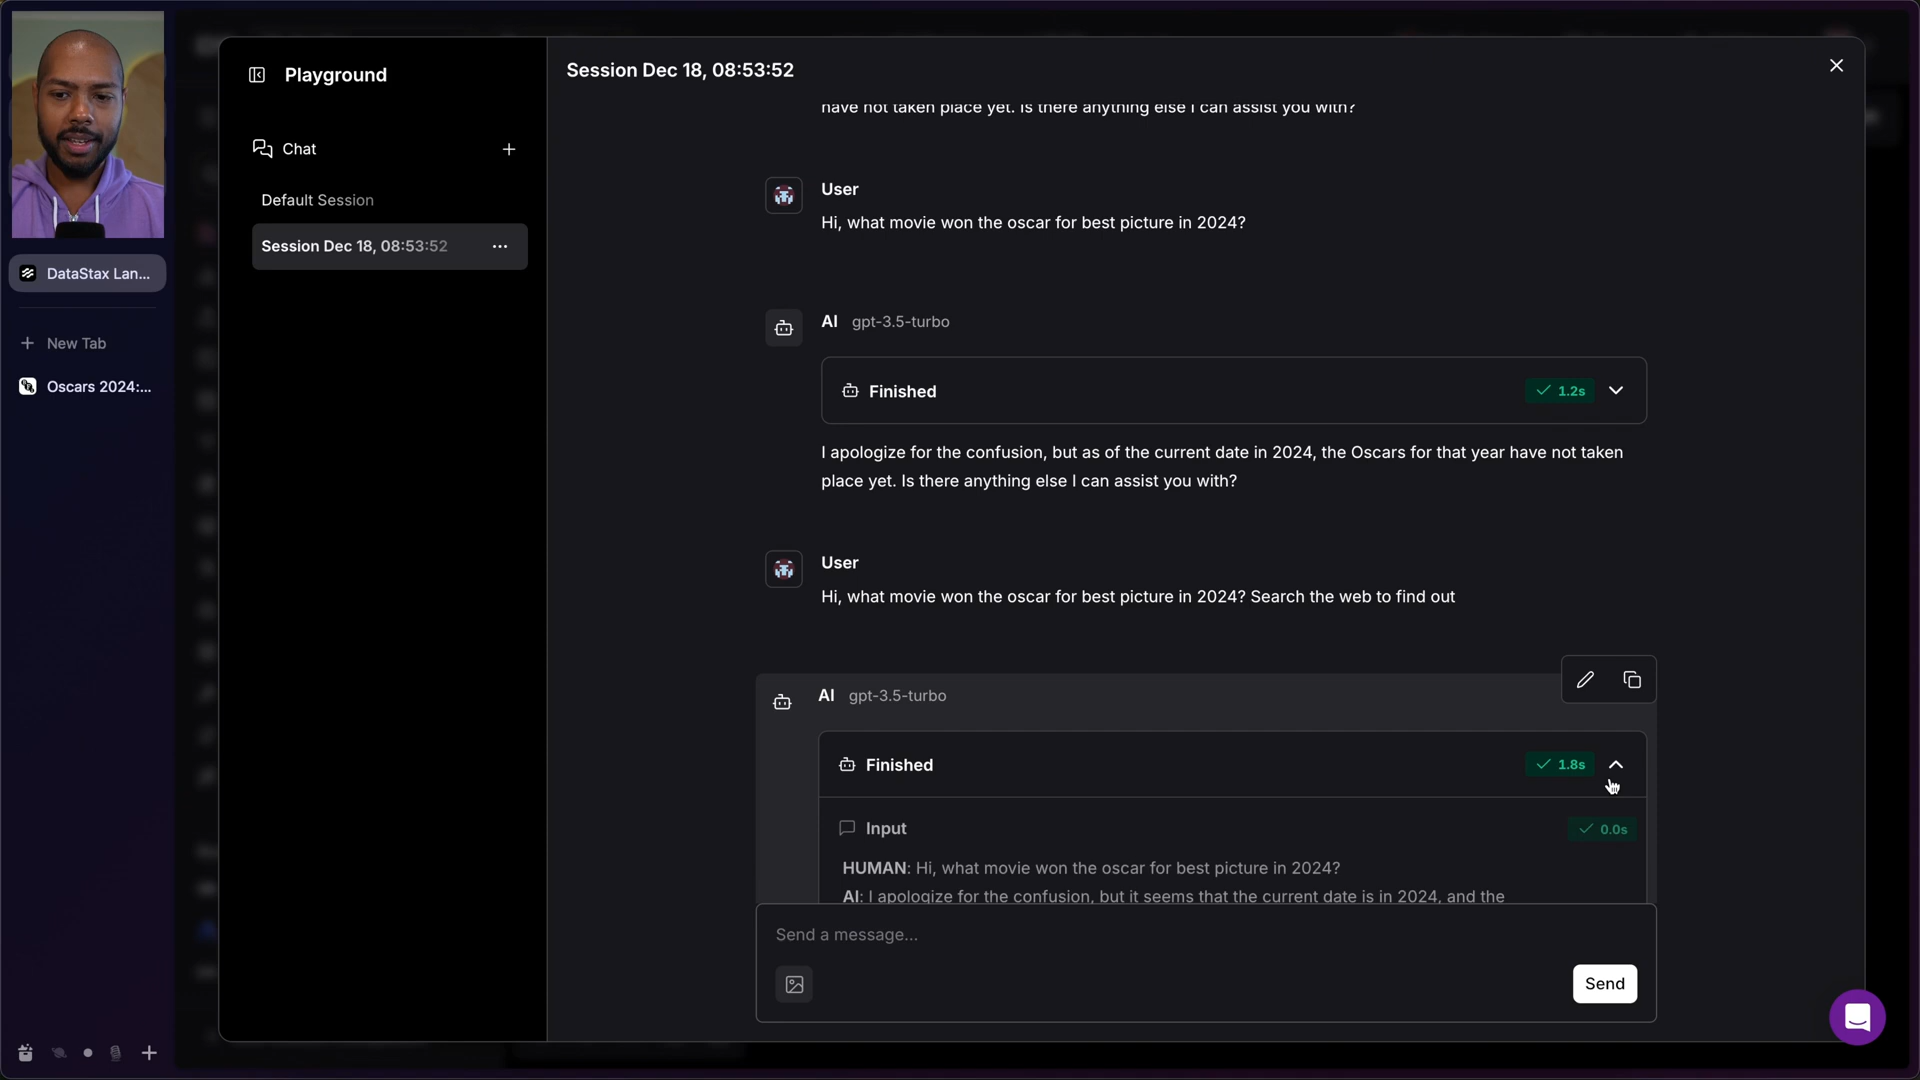 Playground
Chat
Default Session
Session Dec 18, 08:53:52
DataStax Lan...
New Tab
Oscars 2024:...
Session Dec 18, 08:53:52
have not taken place yet. Is there anything else I can assist you with?
User
Hi, what movie won the oscar for best picture in 2024?
AI gpt-3.5-turbo
Finished 1.2s
I apologize for the confusion, but as of the current date in 2024, the Oscars for that year have not taken
place yet. Is there anything else I can assist you with?
User
Hi, what movie won the oscar for best picture in 2024? Search the web to find out
AI gpt-3.5-turbo
Finished 1.8s
Input 0.0s
HUMAN: Hi, what movie won the oscar for best picture in 2024?
AI: I apologize for the confusion, but it seems that the current date is in 2024, and the
Send a message...
Send